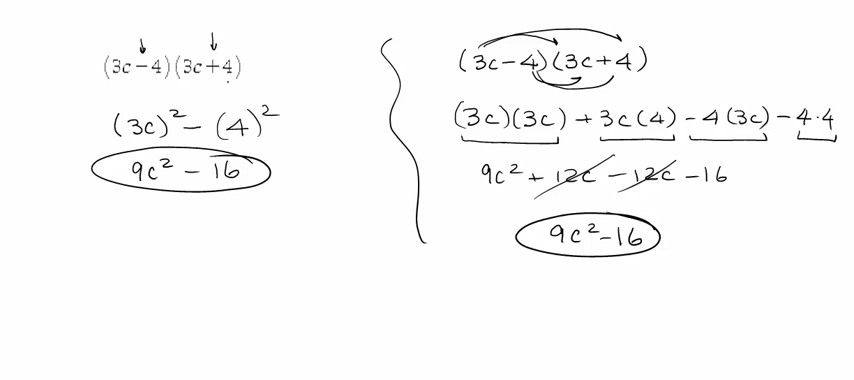 (3c-4)(3c+4)
(3c)² - (4)²
9c² - 16
(3c-4)(3c+4)
(3c)(3c) + 3c(4) - 4(3c) - 4·4
9c² + 12c - 12c - 16
9c² - 16